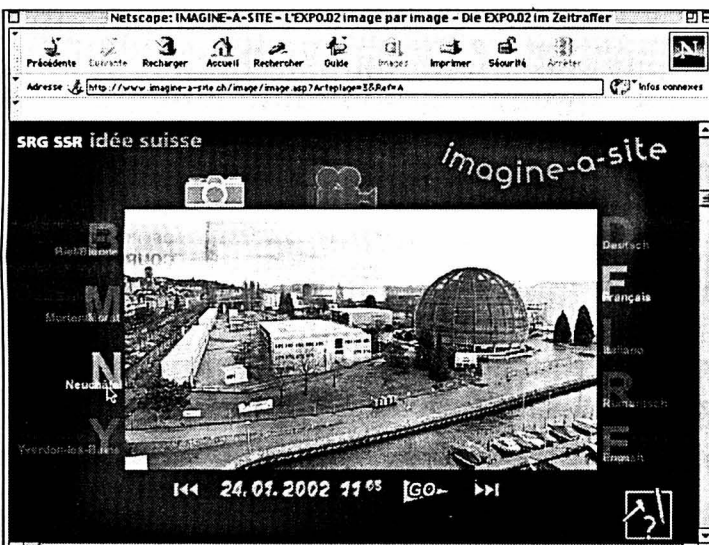 Netscape: IMAGINE-A-SITE - L'EXPO.02 image par image - Die EXPO.02 im Zeitraffer
Précédente Suivante Recharger Accueil Rechercher Guide Images Imprimer Sécurité Arrêter
N
Adresse http://www.imagine-a-site.ch/image/image.asp?Arteplage=3&Ref=A Infos connexes
SRG SSR idée suisse
imagine-a-site
B
Biel/Bienne
M
Murten/Morat
N
Neuchâtel
Y
Yverdon-les-Bains
D
Deutsch
F
Français
I
Italiano
R
Rumantsch
E
English
24.01.2002 11 05 GO
?